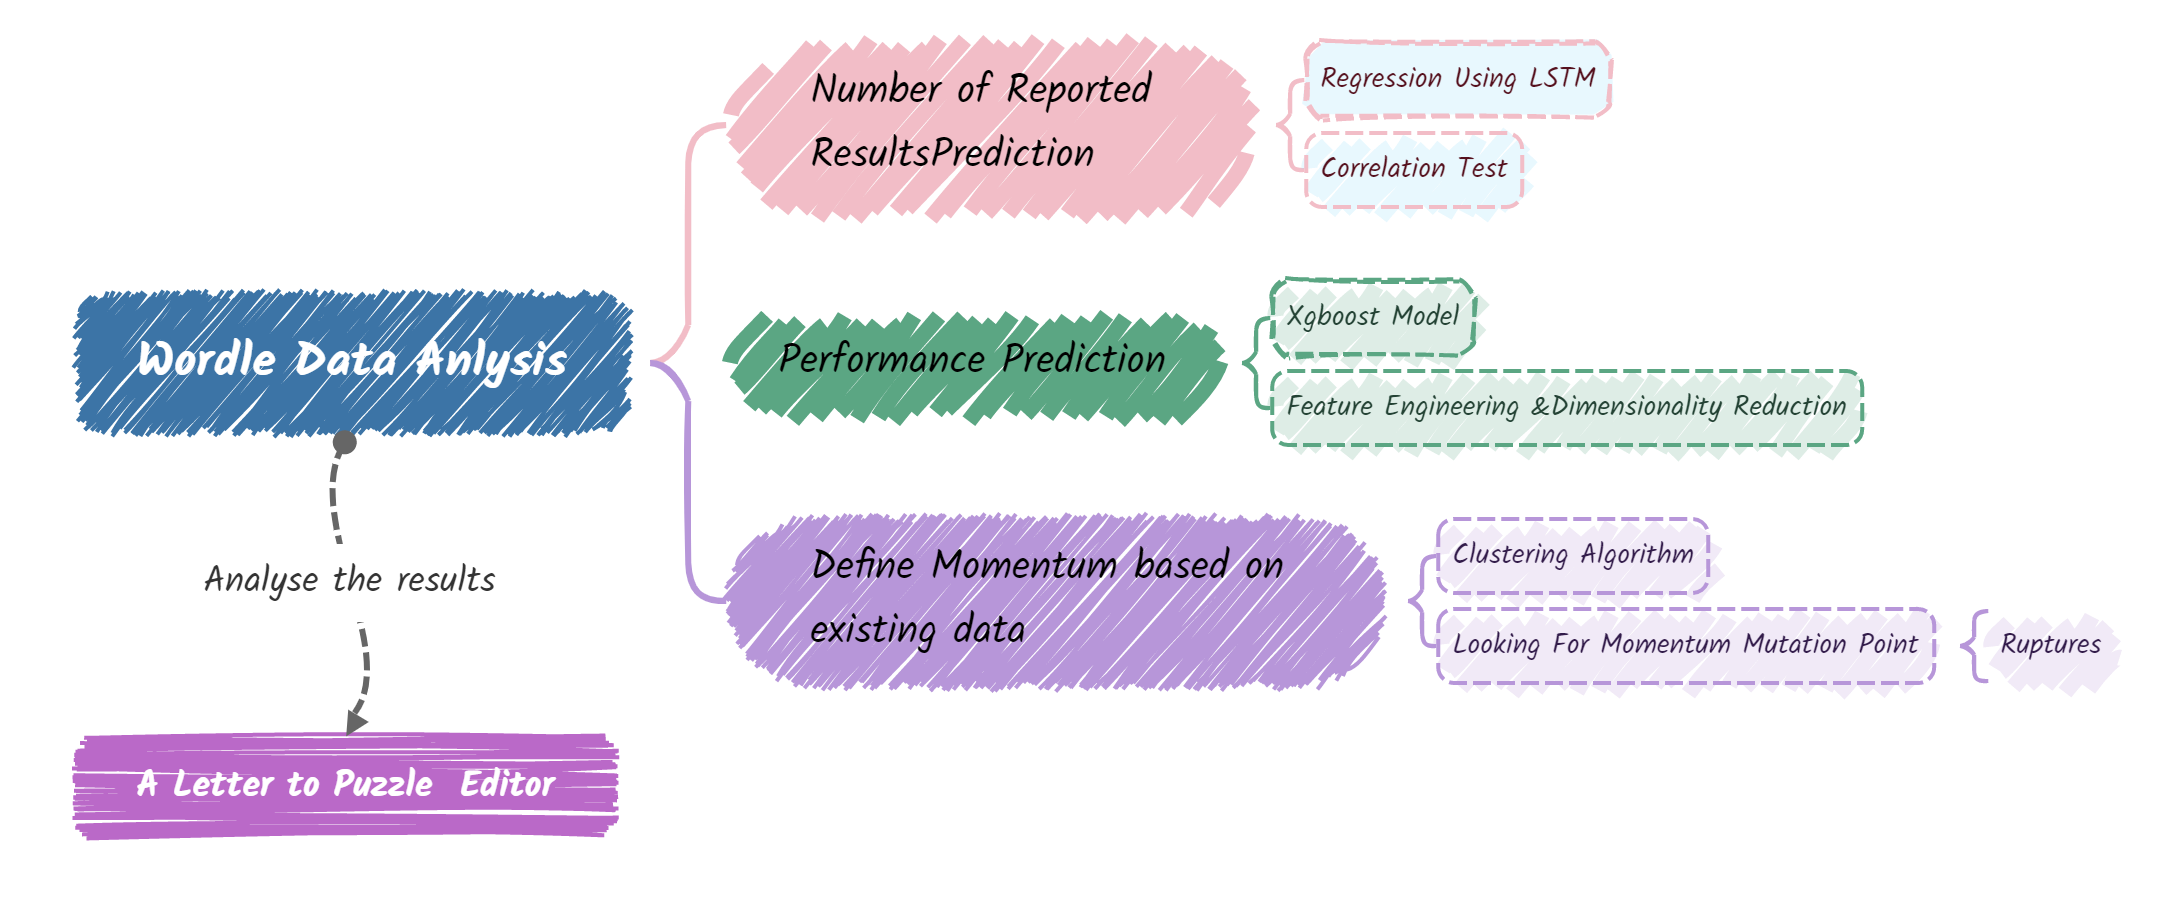 Number of Reported
ResultsPrediction
Regression Using LSTM
Correlation Test
Wordle Data Anlysis
Performance Prediction
Xgboost Model
Feature Engineering &Dimensionality Reduction
Define Momentum based on
existing data
Clustering Algorithm
Looking For Momentum Mutation Point
Ruptures
Analyse the results
A Letter to Puzzle  Editor